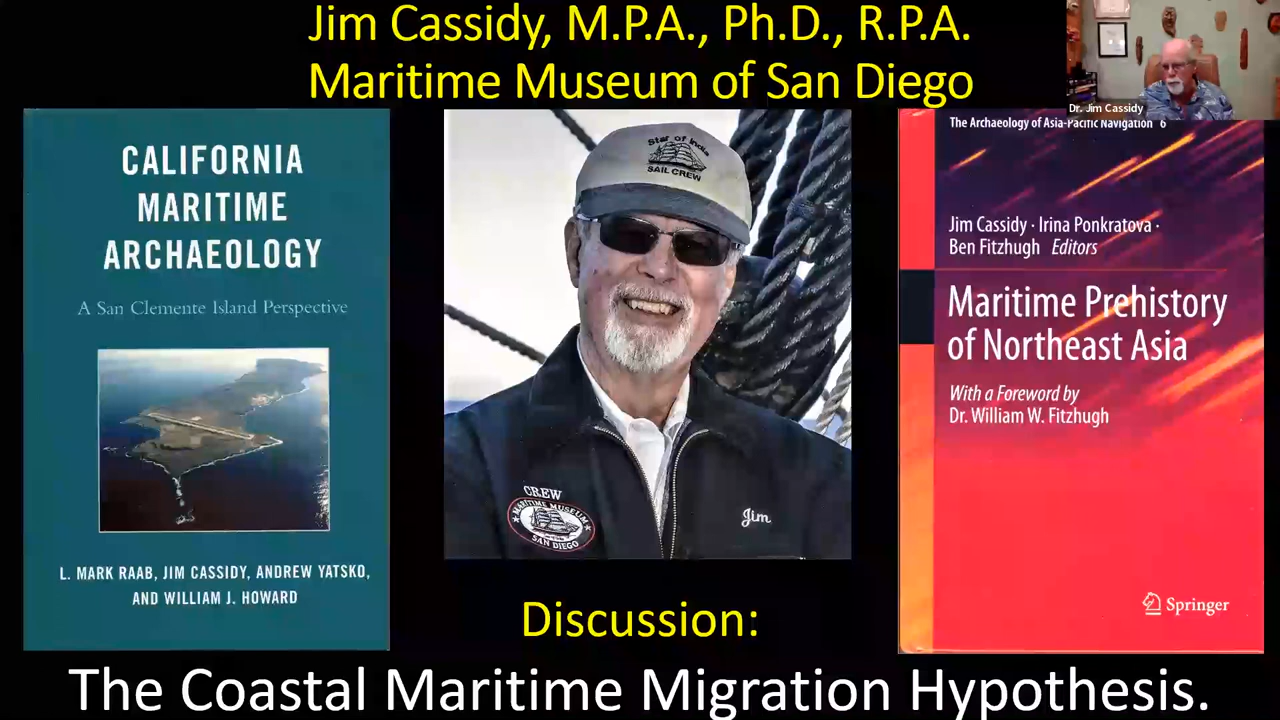 Jim Cassidy, M.P.A., Ph.D., R.P.A.
Maritime Museum of San Diego
Dr. Jim Cassidy
CALIFORNIA
MARITIME
ARCHAEOLOGY
A San Clemente Island Perspective
L. MARK RAAB, JIM CASSIDY, ANDREW YATSKO,
AND WILLIAM J. HOWARD
Star of India
SAIL CREW
CREW
MARITIME MUSEUM
SAN DIEGO
Jim
The Archaeology of Asia-Pacific Navigation 6
Jim Cassidy · Irina Ponkratova ·
Ben Fitzhugh Editors
Maritime Prehistory
of Northeast Asia
With a Foreword by
Dr. William W. Fitzhugh
Springer
Discussion:
The Coastal Maritime Migration Hypothesis.